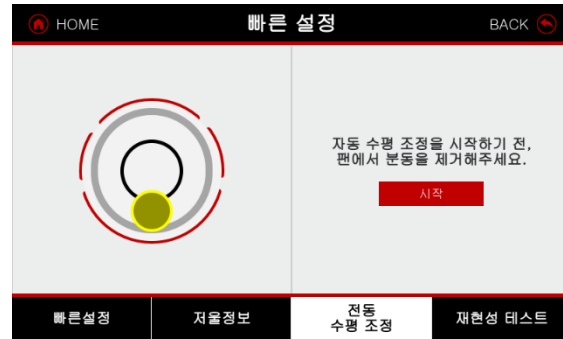 HOME
빠른 설정
BACK
자동 수평 조정을 시작하기 전,
팬에서 분동을 제거해주세요.
시작
빠른설정
저울정보
전동
수평 조정
재현성 테스트